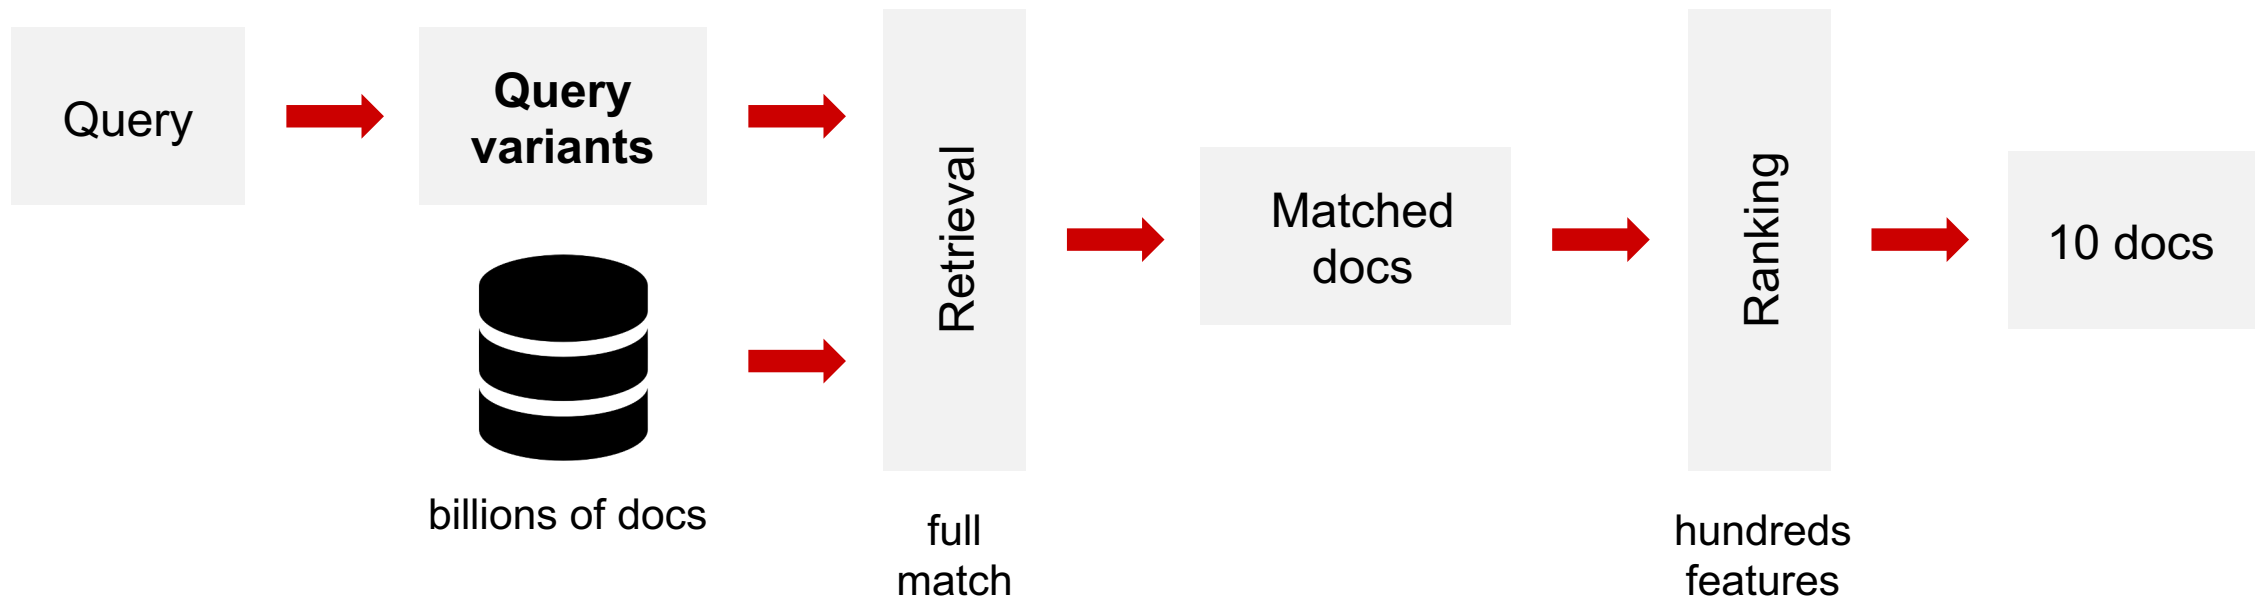 Query
Query
variants
billions of docs
Retrieval
full
match
Matched
docs
Ranking
hundreds
features
10 docs